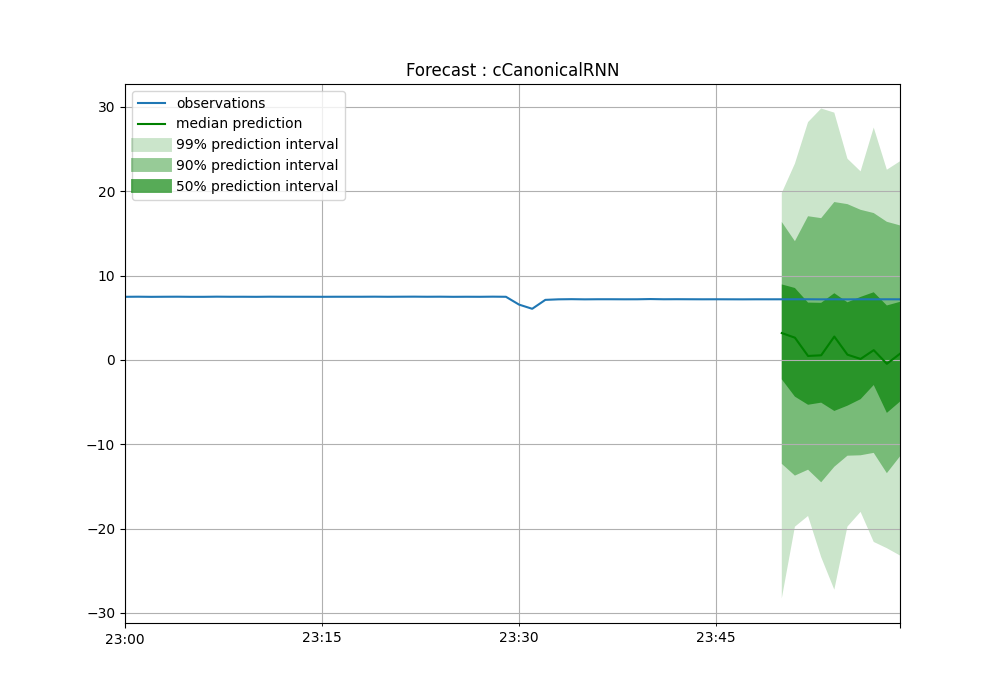 Forecast : cCanonicalRNN
observations
median prediction
99% prediction interval
90% prediction interval
50% prediction interval
30
20
10
0
−10
−20
−30
23:00
23:15
23:30
23:45